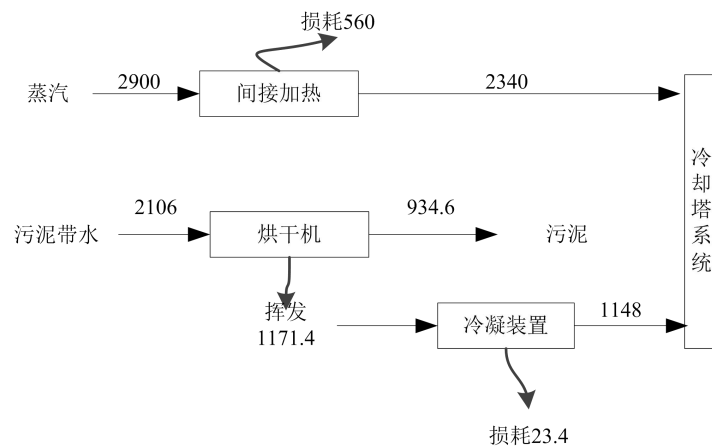 损耗560
蒸汽
2900
间接加热
2340
冷却塔系统
污泥带水
2106
烘干机
934.6
污泥
挥发
1171.4
冷凝装置
1148
损耗23.4